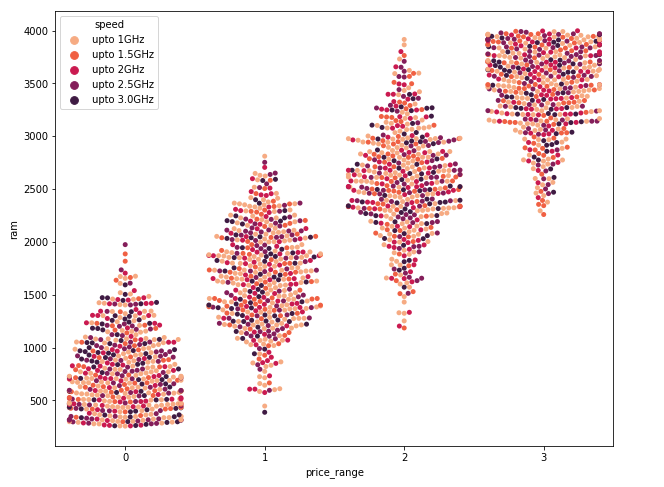 speed
upto 1GHz
upto 1.5GHz
upto 2GHz
upto 2.5GHz
upto 3.0GHz
4000
3500
3000
2500
2000
1500
1000
500
ram
0 1 2 3
price_range